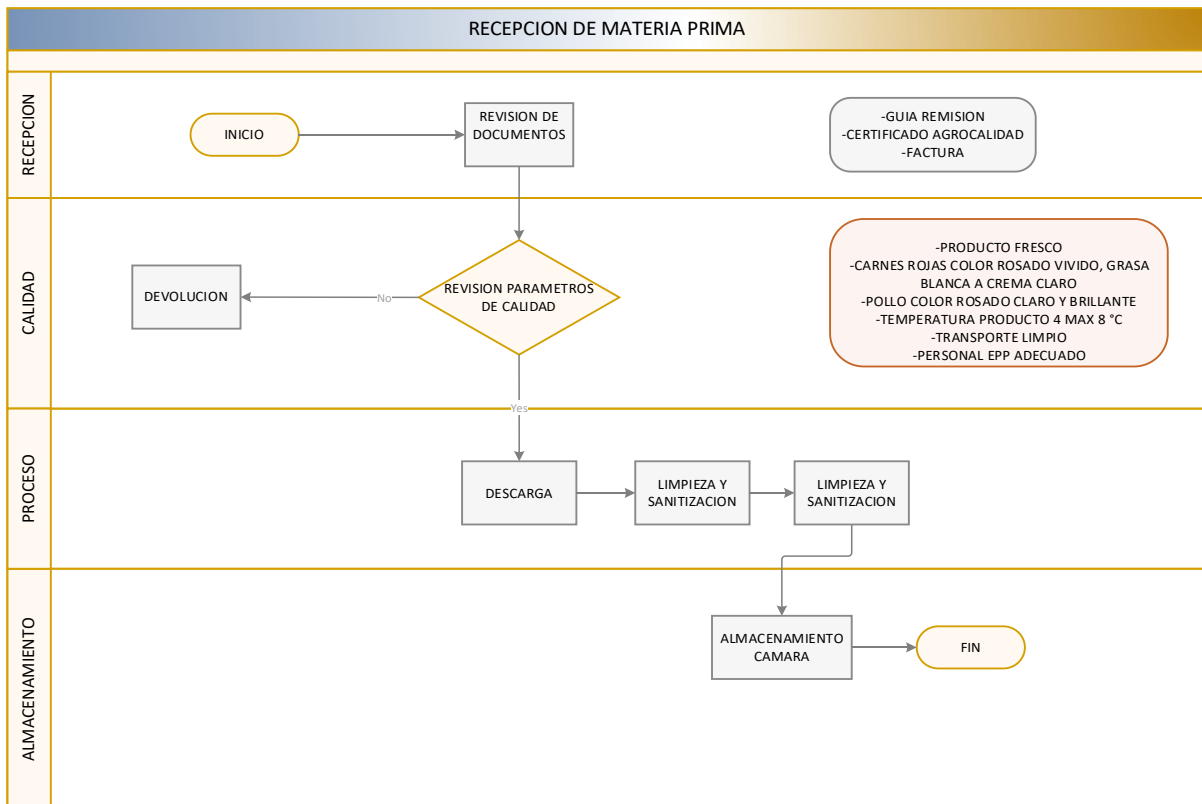 RECEPCION DE MATERIA PRIMA
RECEPCION
INICIO
REVISION DE
DOCUMENTOS
-GUIA REMISION
-CERTIFICADO AGROCALIDAD
-FACTURA
CALIDAD
DEVOLUCION
No
REVISION PARAMETROS
DE CALIDAD
-PRODUCTO FRESCO
-CARNES ROJAS COLOR ROSADO VIVIDO, GRASA
BLANCA A CREMA CLARO
-POLLO COLOR ROSADO CLARO Y BRILLANTE
-TEMPERATURA PRODUCTO 4 MAX 8 °C
-TRANSPORTE LIMPIO
-PERSONAL EPP ADECUADO
Yes
PROCESO
DESCARGA
LIMPIEZA Y
SANITIZACION
LIMPIEZA Y
SANITIZACION
ALMACENAMIENTO
ALMACENAMIENTO
CAMARA
FIN